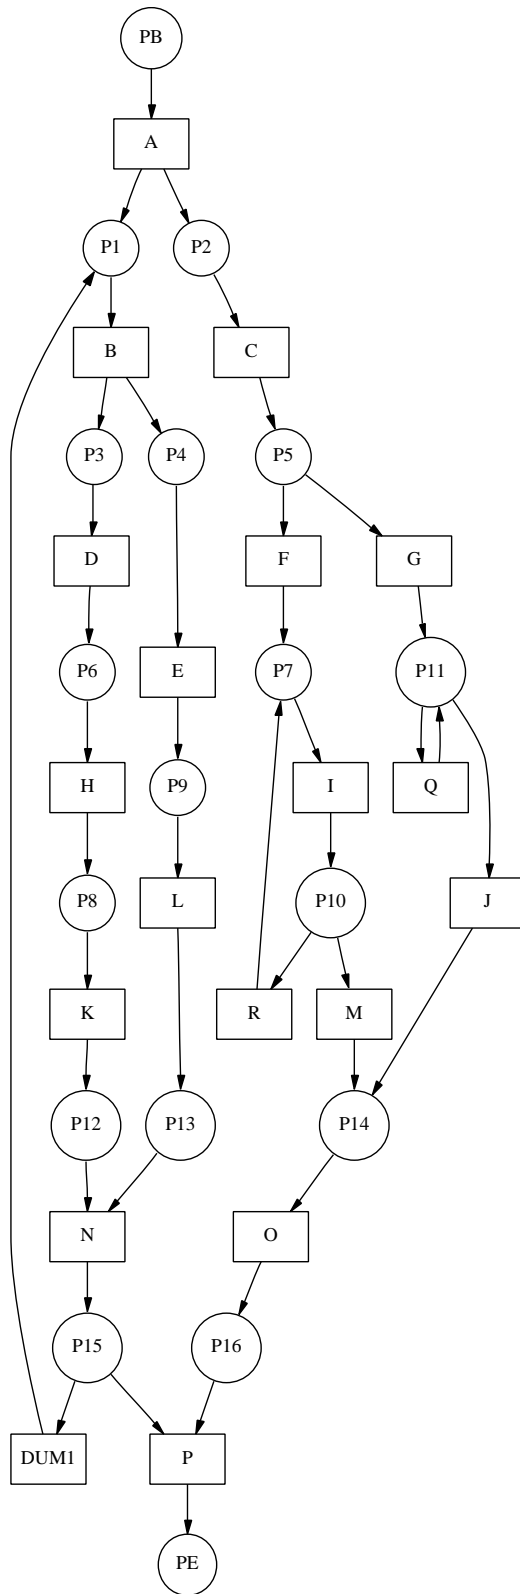 PB
A
P1 P2
B C
P3 P4 P5
D F G
P6 E P7 P11
H P9 I Q
P8 L P10 J
K R M
P12 P13 P14
N O
P15 P16
DUM1 P
PE